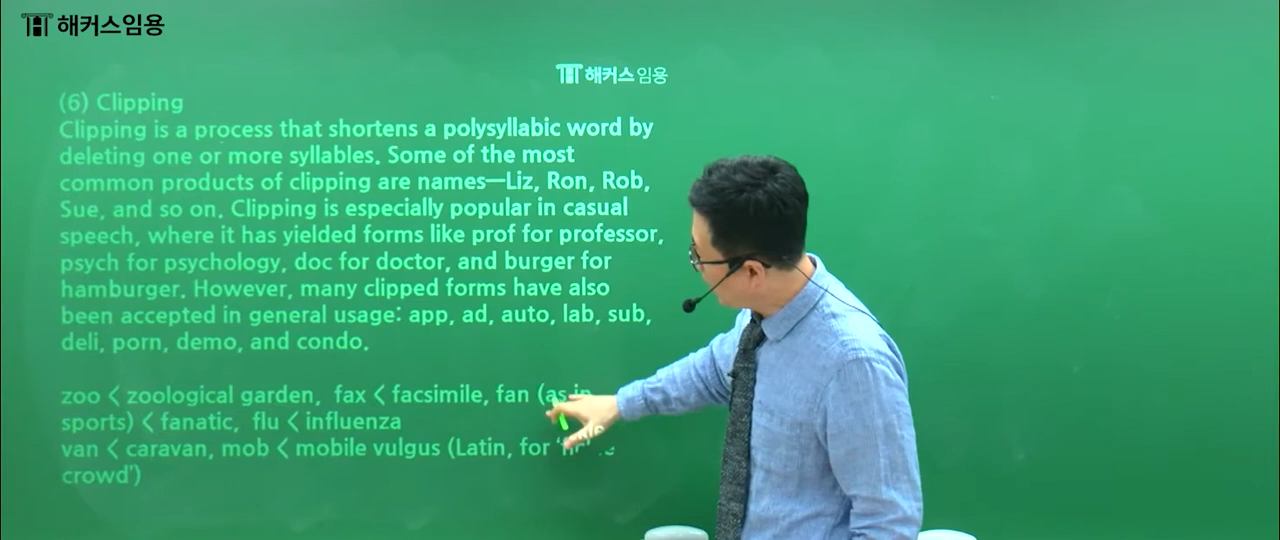 해커스임용
해커스임용
(6) Clipping
Clipping is a process that shortens a polysyllabic word by
deleting one or more syllables. Some of the most
common products of clipping are names—Liz, Ron, Rob,
Sue, and so on. Clipping is especially popular in casual
speech, where it has yielded forms like prof for professor,
psych for psychology, doc for doctor, and burger for
hamburger. However, many clipped forms have also
been accepted in general usage: app, ad, auto, lab, sub,
deli, porn, demo, and condo.
zoo < zoological garden, fax < facsimile, fan (as in
sports) < fanatic, flu < influenza
van < caravan, mob < mobile vulgus (Latin, for
crowd')